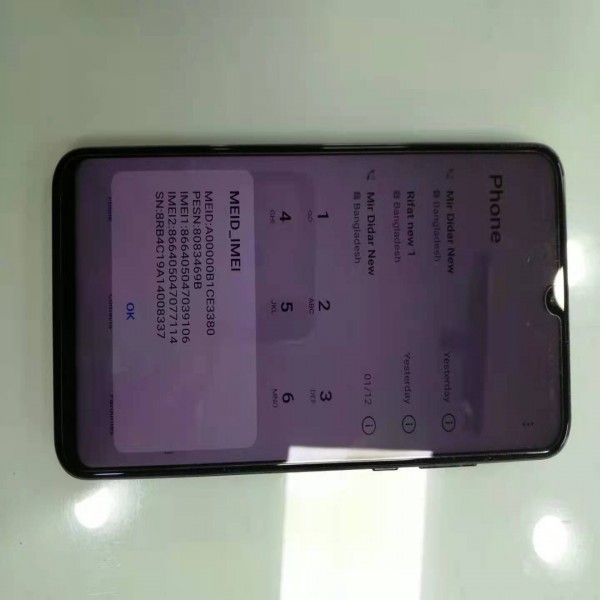 Phone
Mir Didar New
Bangladesh
Yesterday
Rifat new 1
Bangladesh
Yesterday
Mir Didar New
Bangladesh
01/12
1
2
ABC
3
DEF
4
GHI
5
JKL
6
MNO
MEID_IMEI
MEID:A00000B1CE3380
PESN:8083469B
IMEI1:866405047039106
IMEI2:866405047077114
SN:8RB4C19A14008337
OK